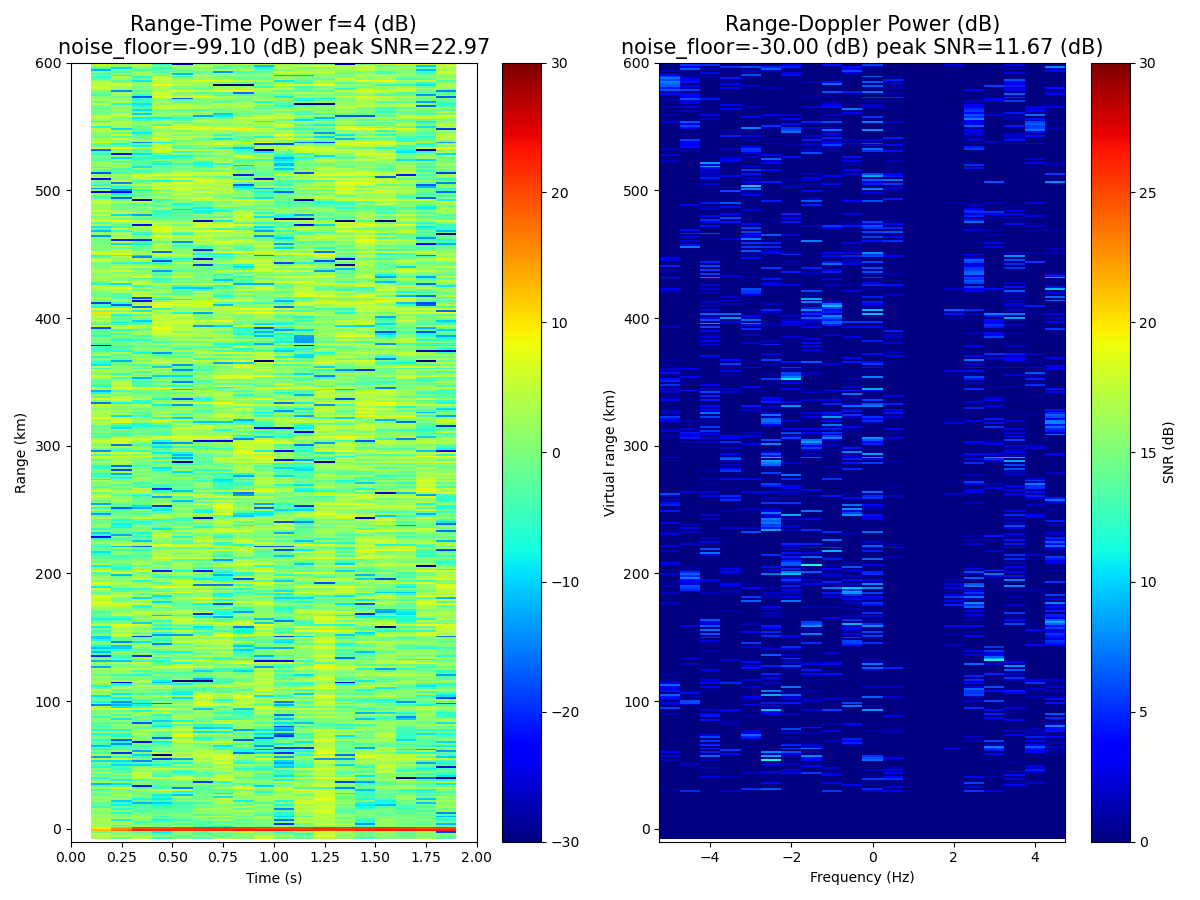 Range-Time Power f=4 (dB)
noise_floor=-99.10 (dB) peak SNR=22.97
600
500
400
300
200
100
0
Range (km)
0.00 0.25 0.50 0.75 1.00 1.25 1.50 1.75 2.00
Time (s)
30
20
10
0
−10
−20
−30
Range-Doppler Power (dB)
noise_floor=-30.00 (dB) peak SNR=11.67 (dB)
600
500
400
300
200
100
0
Virtual range (km)
−4 −2 0 2 4
Frequency (Hz)
30
25
20
15
10
5
0
SNR (dB)